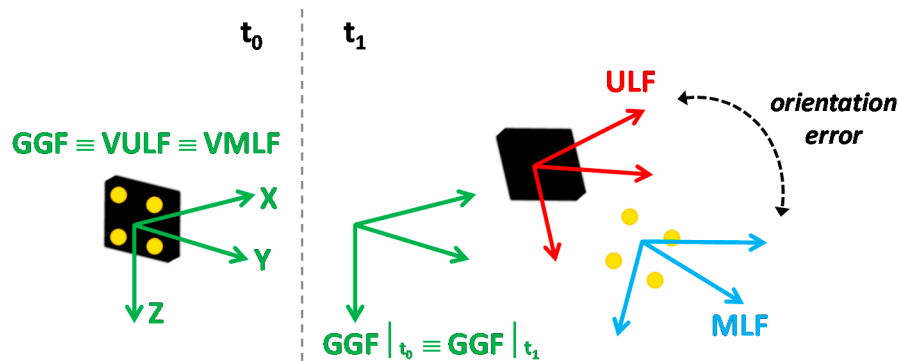 t₀
t₁
ULF
orientation
error
GGF ≡ VULF ≡ VMLF
X
Y
Z
MLF
GGF | t₀ ≡ GGF | t₁